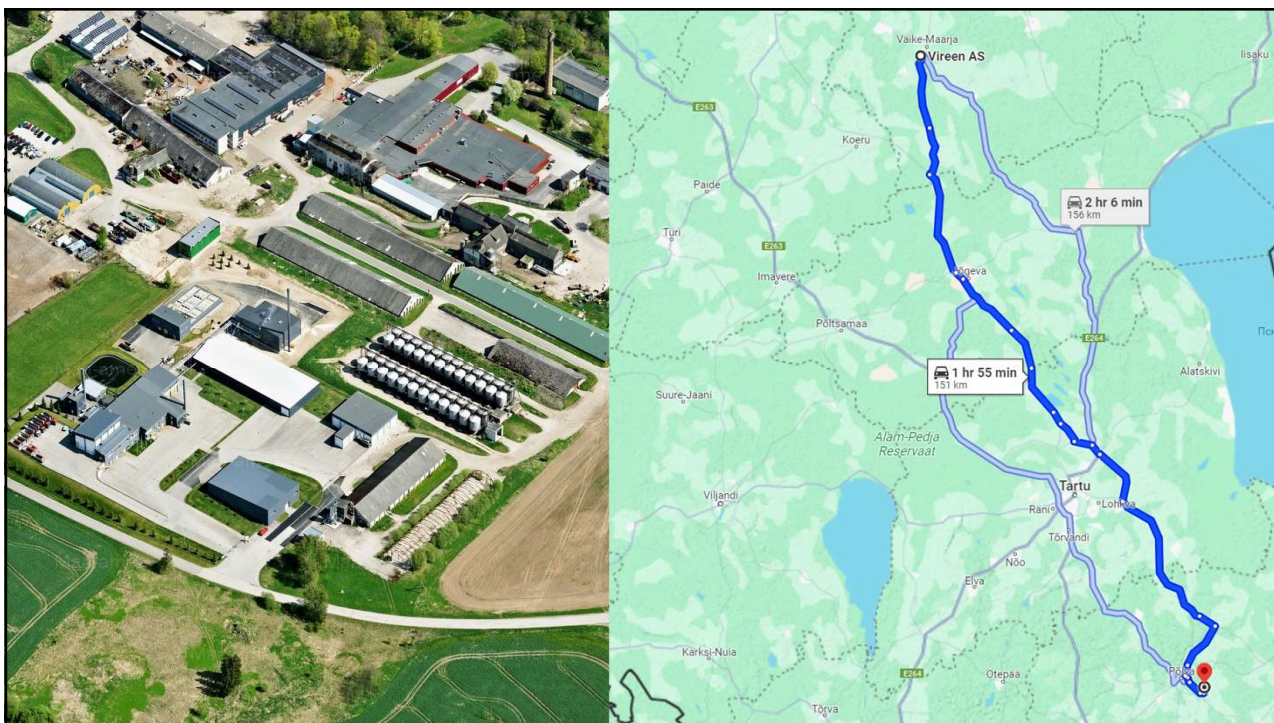 Väike-Maarja
Vireen AS
Iisaku
E263
Koeru
Paide
2 hr 6 min
156 km
Türi
E263
Imavere
Jõgeva
Põltsamaa
E264
1 hr 55 min
151 km
Alatskivi
Suure-Jaani
Alam-Pedja
Reservaat
Viljandi
Tartu
Räni
Tõrvandi
Nõo
Elva
Karksi-Nuia
E264
Otepää
Põlva
Tõrva